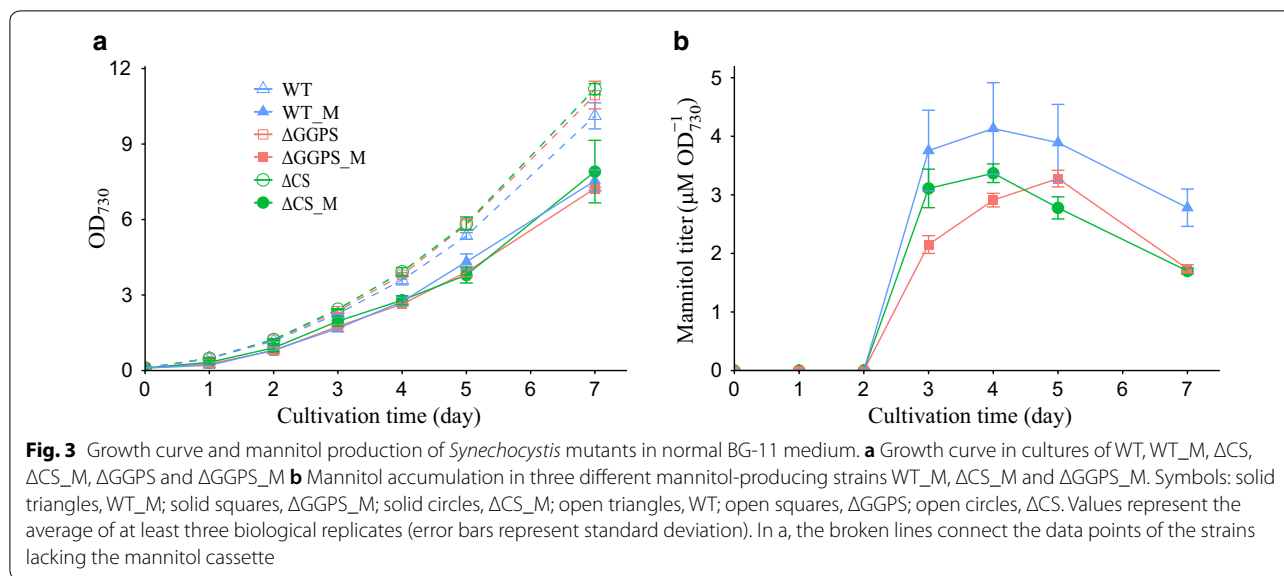 a
b
12
9
6
3
0
OD730
WT
WT_M
ΔGGPS
ΔGGPS_M
ΔCS
ΔCS_M
0 1 2 3 4 5 6 7
Cultivation time (day)
5
4
3
2
1
0
Mannitol titer (μM OD730⁻¹)
0 1 2 3 4 5 6 7
Cultivation time (day)
Fig. 3 Growth curve and mannitol production of Synechocystis mutants in normal BG-11 medium. a Growth curve in cultures of WT, WT_M, ΔCS,
ΔCS_M, ΔGGPS and ΔGGPS_M b Mannitol accumulation in three different mannitol-producing strains WT_M, ΔCS_M and ΔGGPS_M. Symbols: solid
triangles, WT_M; solid squares, ΔGGPS_M; solid circles, ΔCS_M; open triangles, WT; open squares, ΔGGPS; open circles, ΔCS. Values represent the
average of at least three biological replicates (error bars represent standard deviation). In a, the broken lines connect the data points of the strains
lacking the mannitol cassette